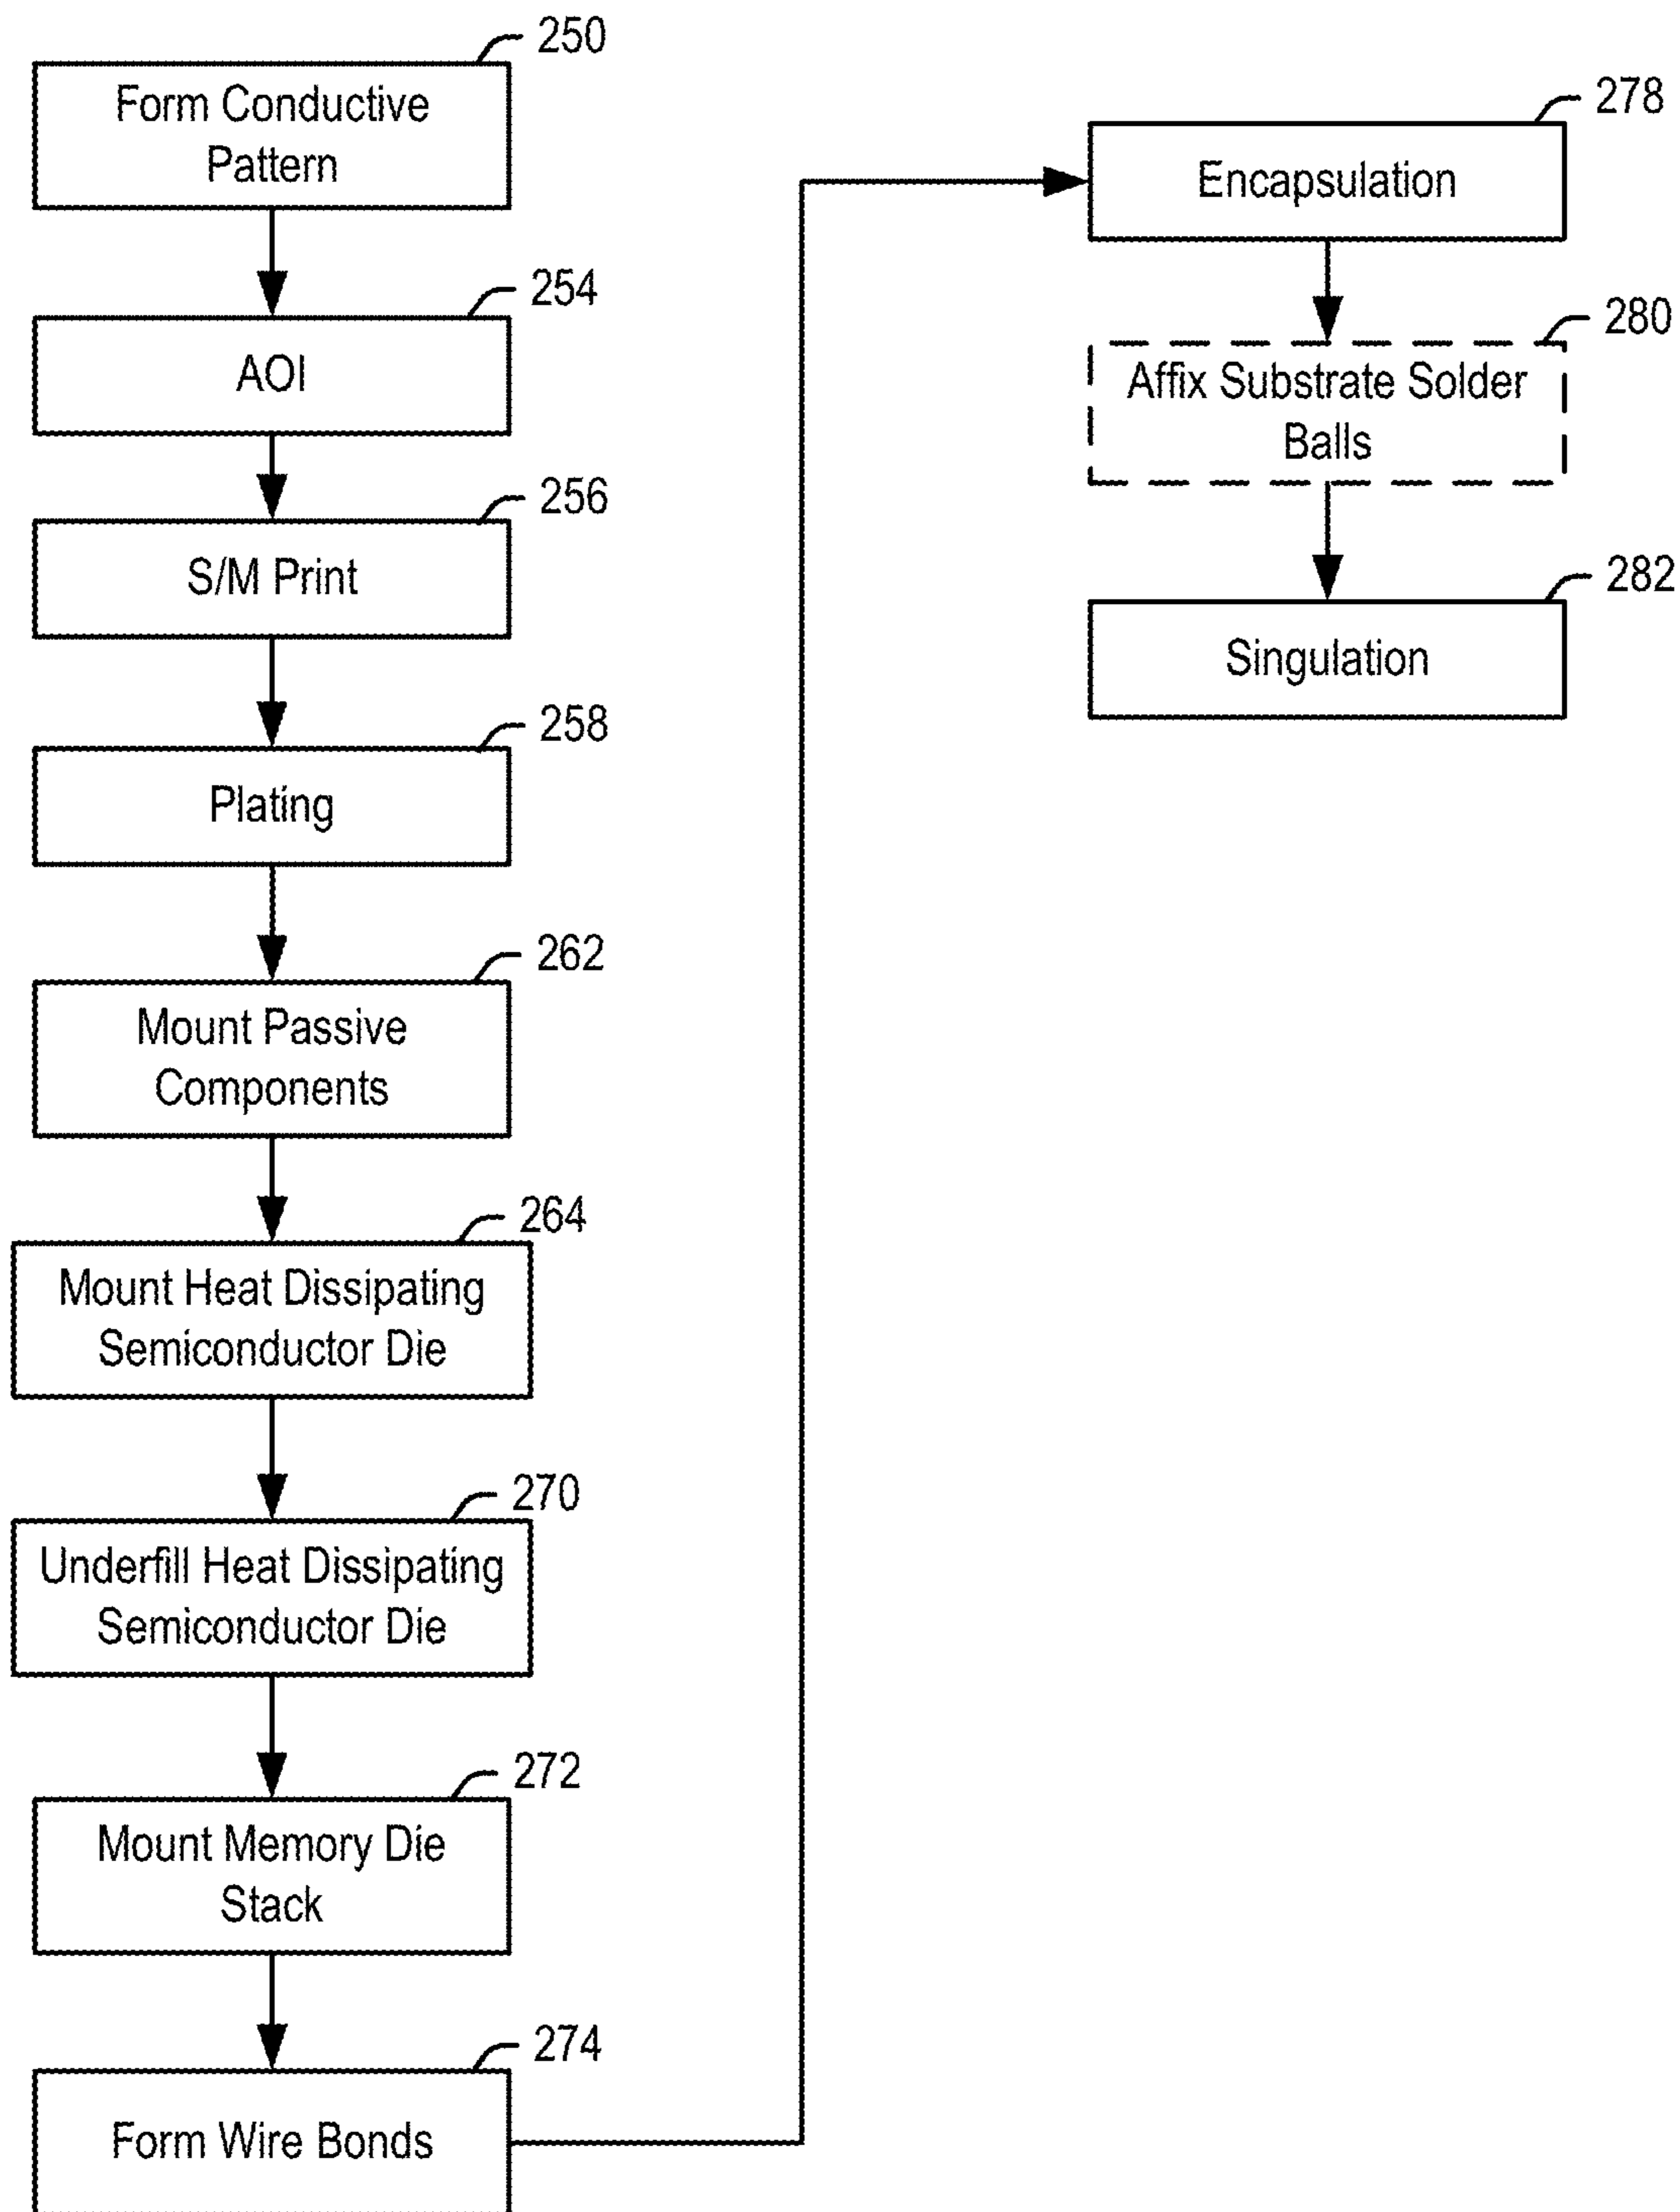 250
Form Conductive
Pattern
254
AOI
256
S/M Print
258
Plating
262
Mount Passive
Components
264
Mount Heat Dissipating
Semiconductor Die
270
Underfill Heat Dissipating
Semiconductor Die
272
Mount Memory Die
Stack
274
Form Wire Bonds
278
Encapsulation
280
Affix Substrate Solder
Balls
282
Singulation